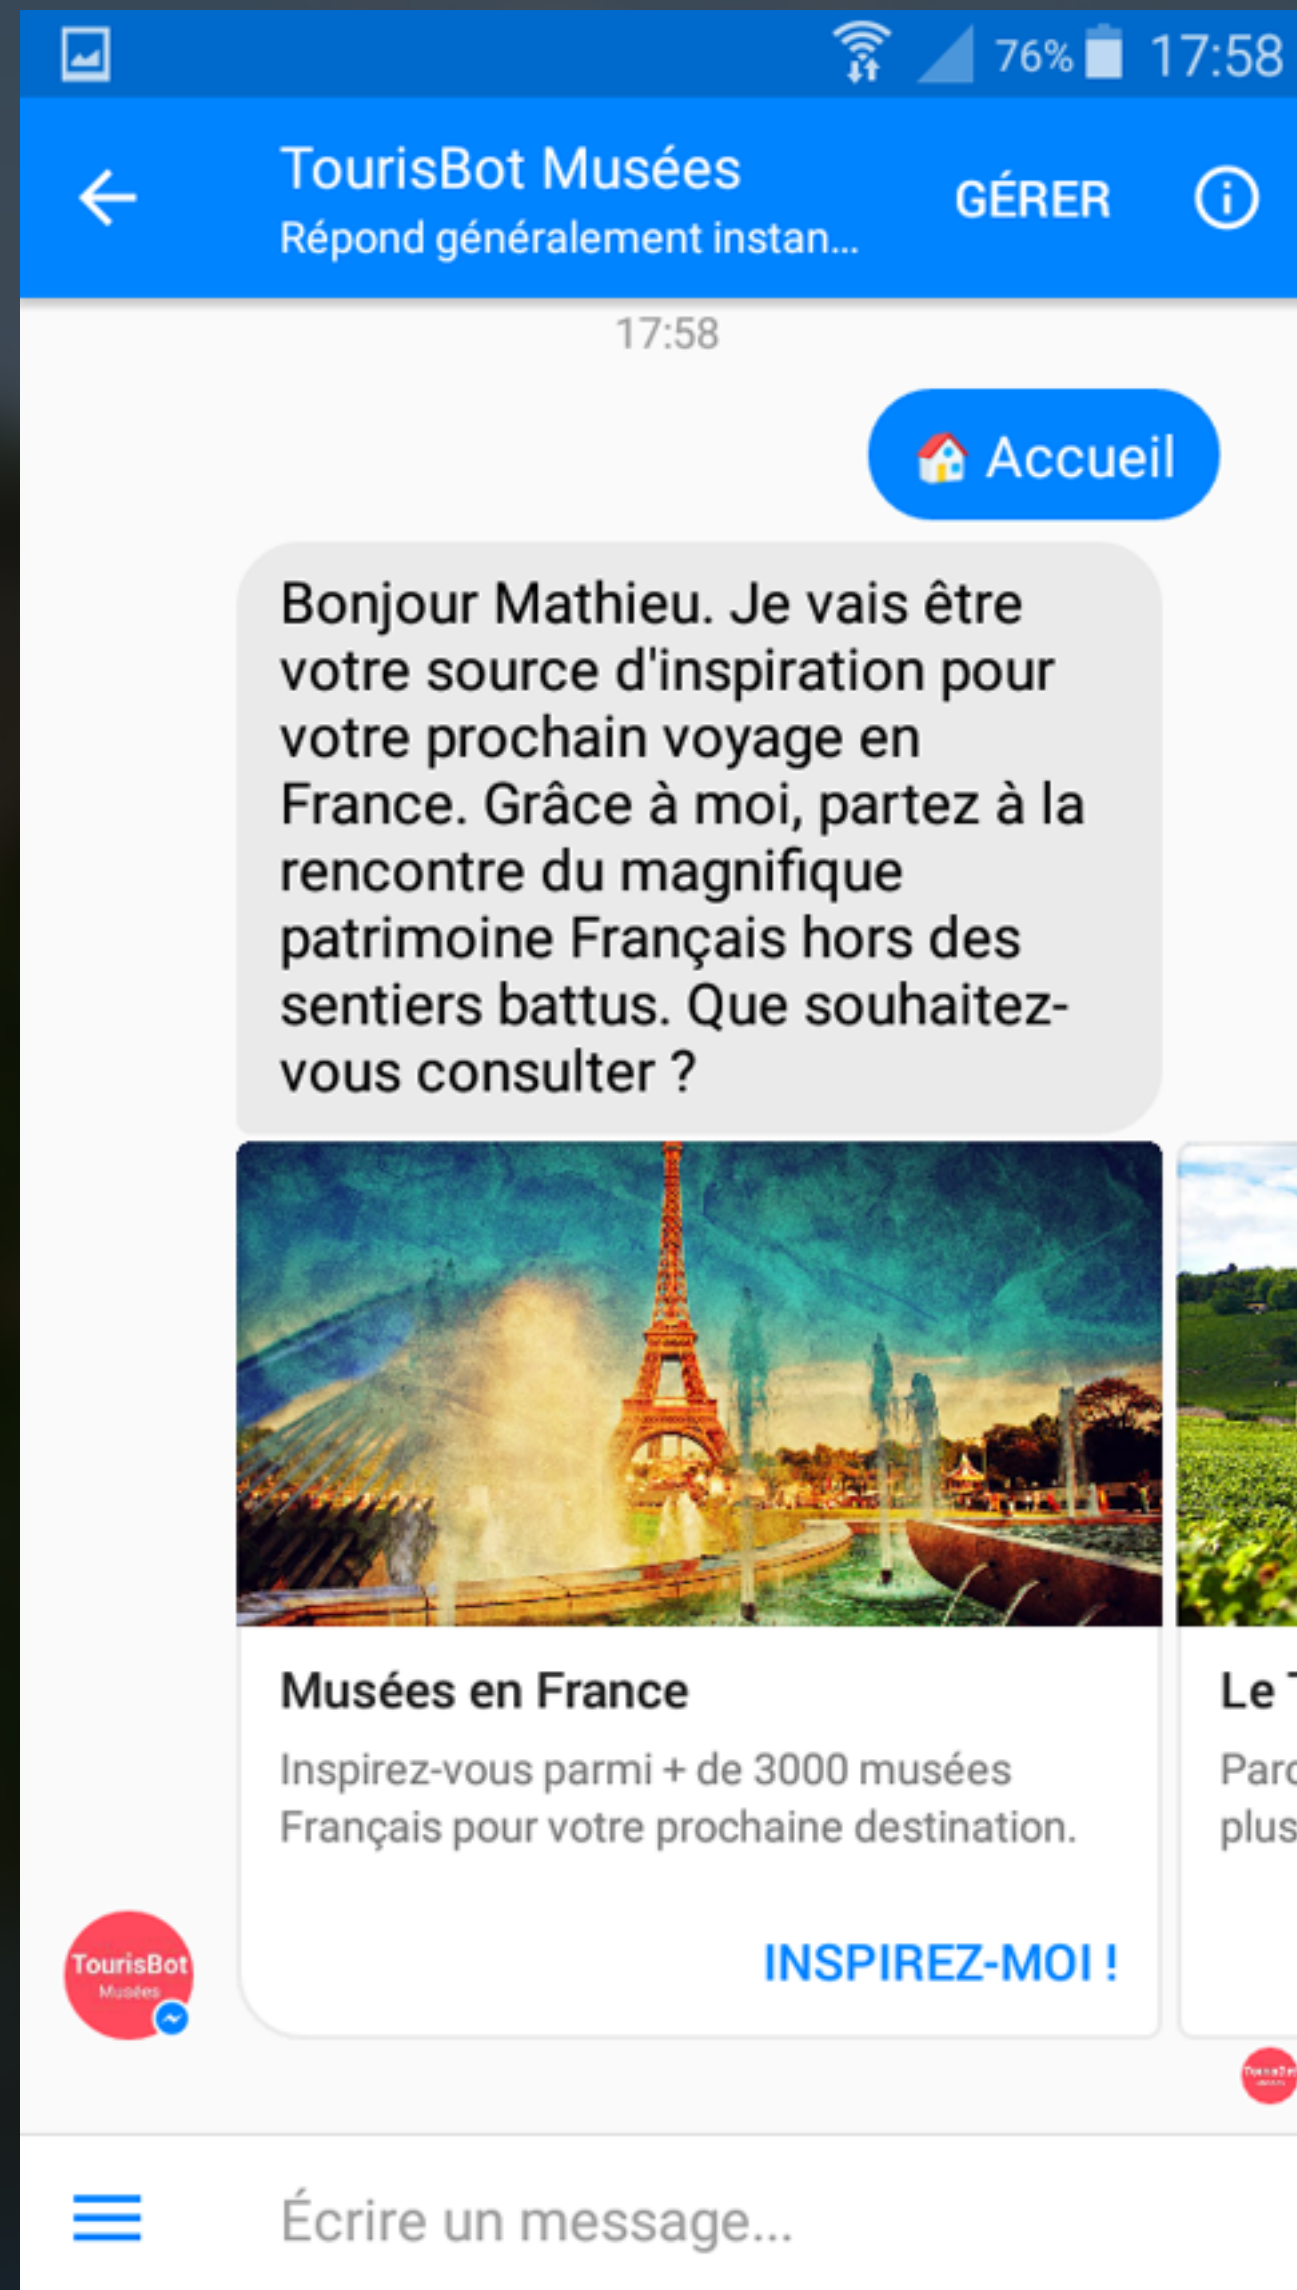 76% 17:58
TourisBot Musées
Répond généralement instan...
GÉRER
17:58
Accueil
Bonjour Mathieu. Je vais être
votre source d'inspiration pour
votre prochain voyage en
France. Grâce à moi, partez à la
rencontre du magnifique
patrimoine Français hors des
sentiers battus. Que souhaitez-
vous consulter ?
Musées en France
Inspirez-vous parmi + de 3000 musées
Français pour votre prochaine destination.
INSPIREZ-MOI !
Le
plus
TourisBot
Musées
Écrire un message...